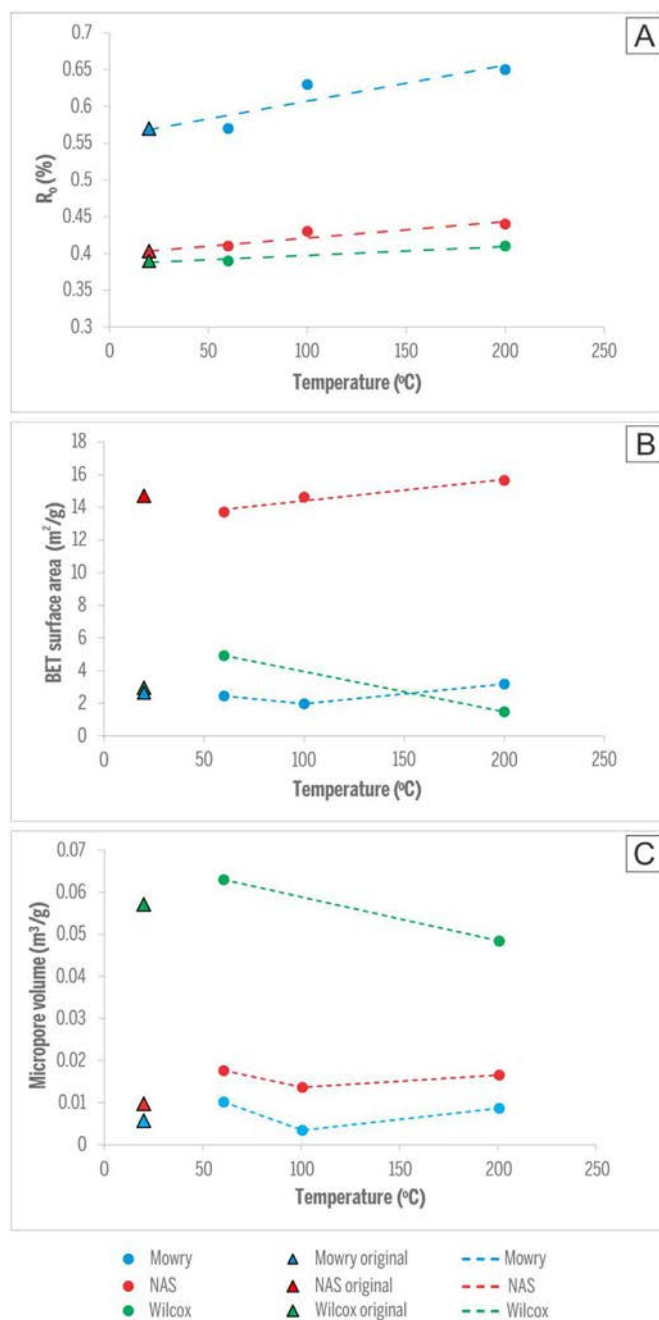 A
0.7
0.65
0.6
0.55
0.5
0.45
0.4
0.35
0.3
Rₒ (%)
0 50 100 150 200 250
Temperature (ºC)
B
18
16
14
12
10
8
6
4
2
0
BET surface area (m²/g)
0 50 100 150 200 250
Temperature (ºC)
C
0.07
0.06
0.05
0.04
0.03
0.02
0.01
0
Micropore volume (m³/g)
0 50 100 150 200 250
Temperature (ºC)
Mowry Mowry original Mowry
NAS NAS original NAS
Wilcox Wilcox original Wilcox